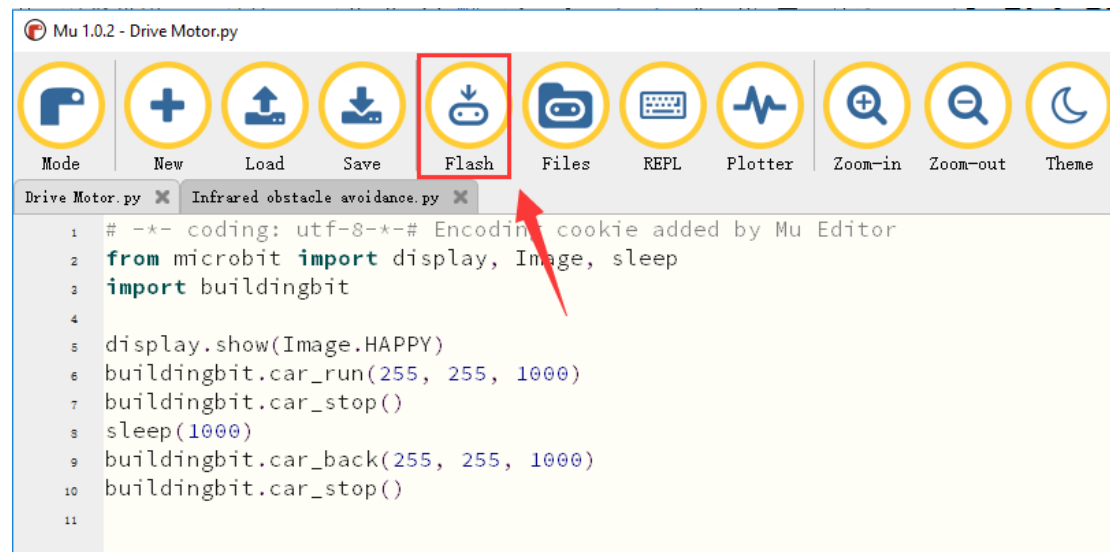 Mu 1.0.2 - Drive Motor.py
Mode New Load Save Flash Files REPL Plotter Zoom-in Zoom-out Theme
Drive Motor.py Infrared obstacle avoidance.py
1 # -*- coding: utf-8-*-# Encoding cookie added by Mu Editor
2 from microbit import display, Image, sleep
3 import buildingbit
4
5 display.show(Image.HAPPY)
6 buildingbit.car_run(255, 255, 1000)
7 buildingbit.car_stop()
8 sleep(1000)
9 buildingbit.car_back(255, 255, 1000)
10 buildingbit.car_stop()
11